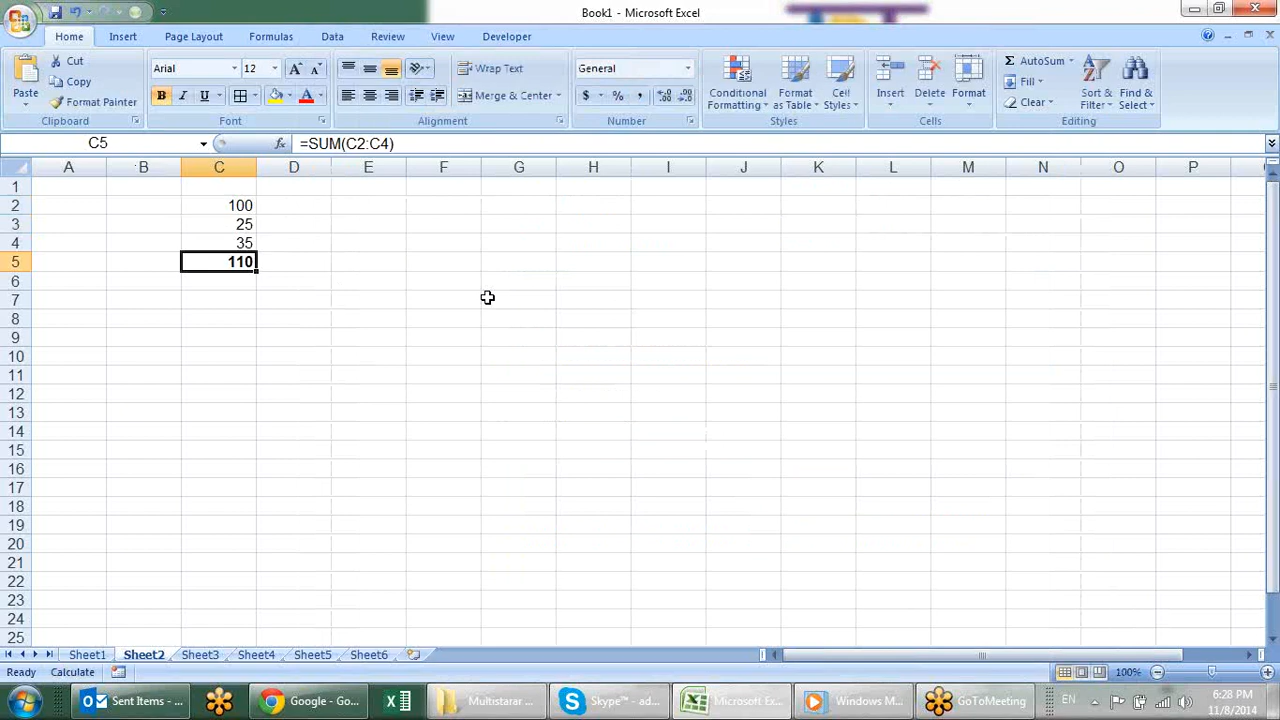 Book1 - Microsoft Excel
Home Insert Page Layout Formulas Data Review View Developer
Paste
Cut
Copy
Format Painter
Clipboard
Arial 12
B I U
Font
Wrap Text
Merge & Center
Alignment
General
$ % ,
Number
Conditional Formatting
Format as Table
Cell Styles
Styles
Insert Delete Format
Cells
Σ AutoSum
Fill
Clear
Sort & Filter
Find & Select
Editing
C5 fx =SUM(C2:C4)
A B C D E F G H I J K L M N O P
1
2 100
3 25
4 35
5 110
6
7
8
9
10
11
12
13
14
15
16
17
18
19
20
21
22
23
24
25
Sheet1 Sheet2 Sheet3 Sheet4 Sheet5 Sheet6
Ready Calculate 100%
Sent Items - ... Google - Go... Multistarar ... Skype™ - ad... Microsoft Ex... Windows M... GoToMeeting EN 6:28 PM
11/8/2014